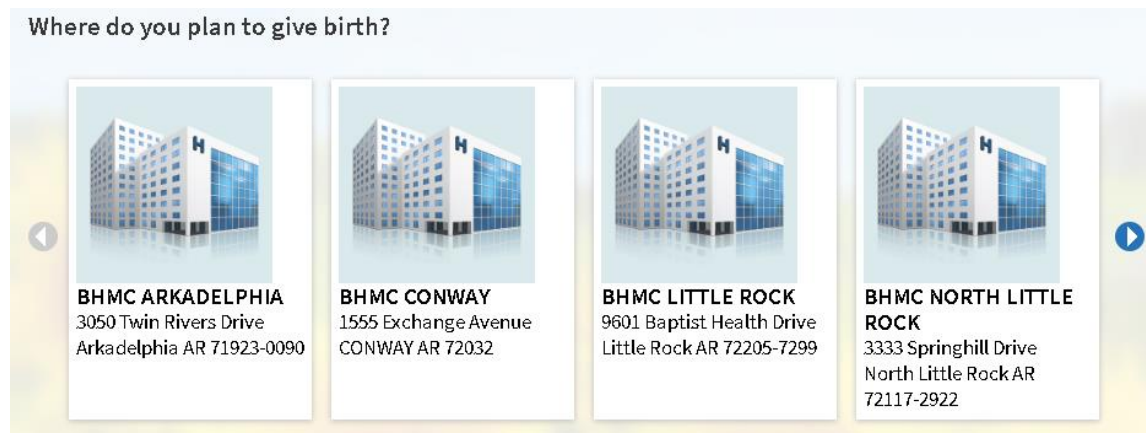 Where do you plan to give birth?
H
H
H
H
BHMC ARKADELPHIA
3050 Twin Rivers Drive
Arkadelphia AR 71923-0090
BHMC CONWAY
1555 Exchange Avenue
CONWAY AR 72032
BHMC LITTLE ROCK
9601 Baptist Health Drive
Little Rock AR 72205-7299
BHMC NORTH LITTLE
ROCK
3333 Springhill Drive
North Little Rock AR
72117-2922